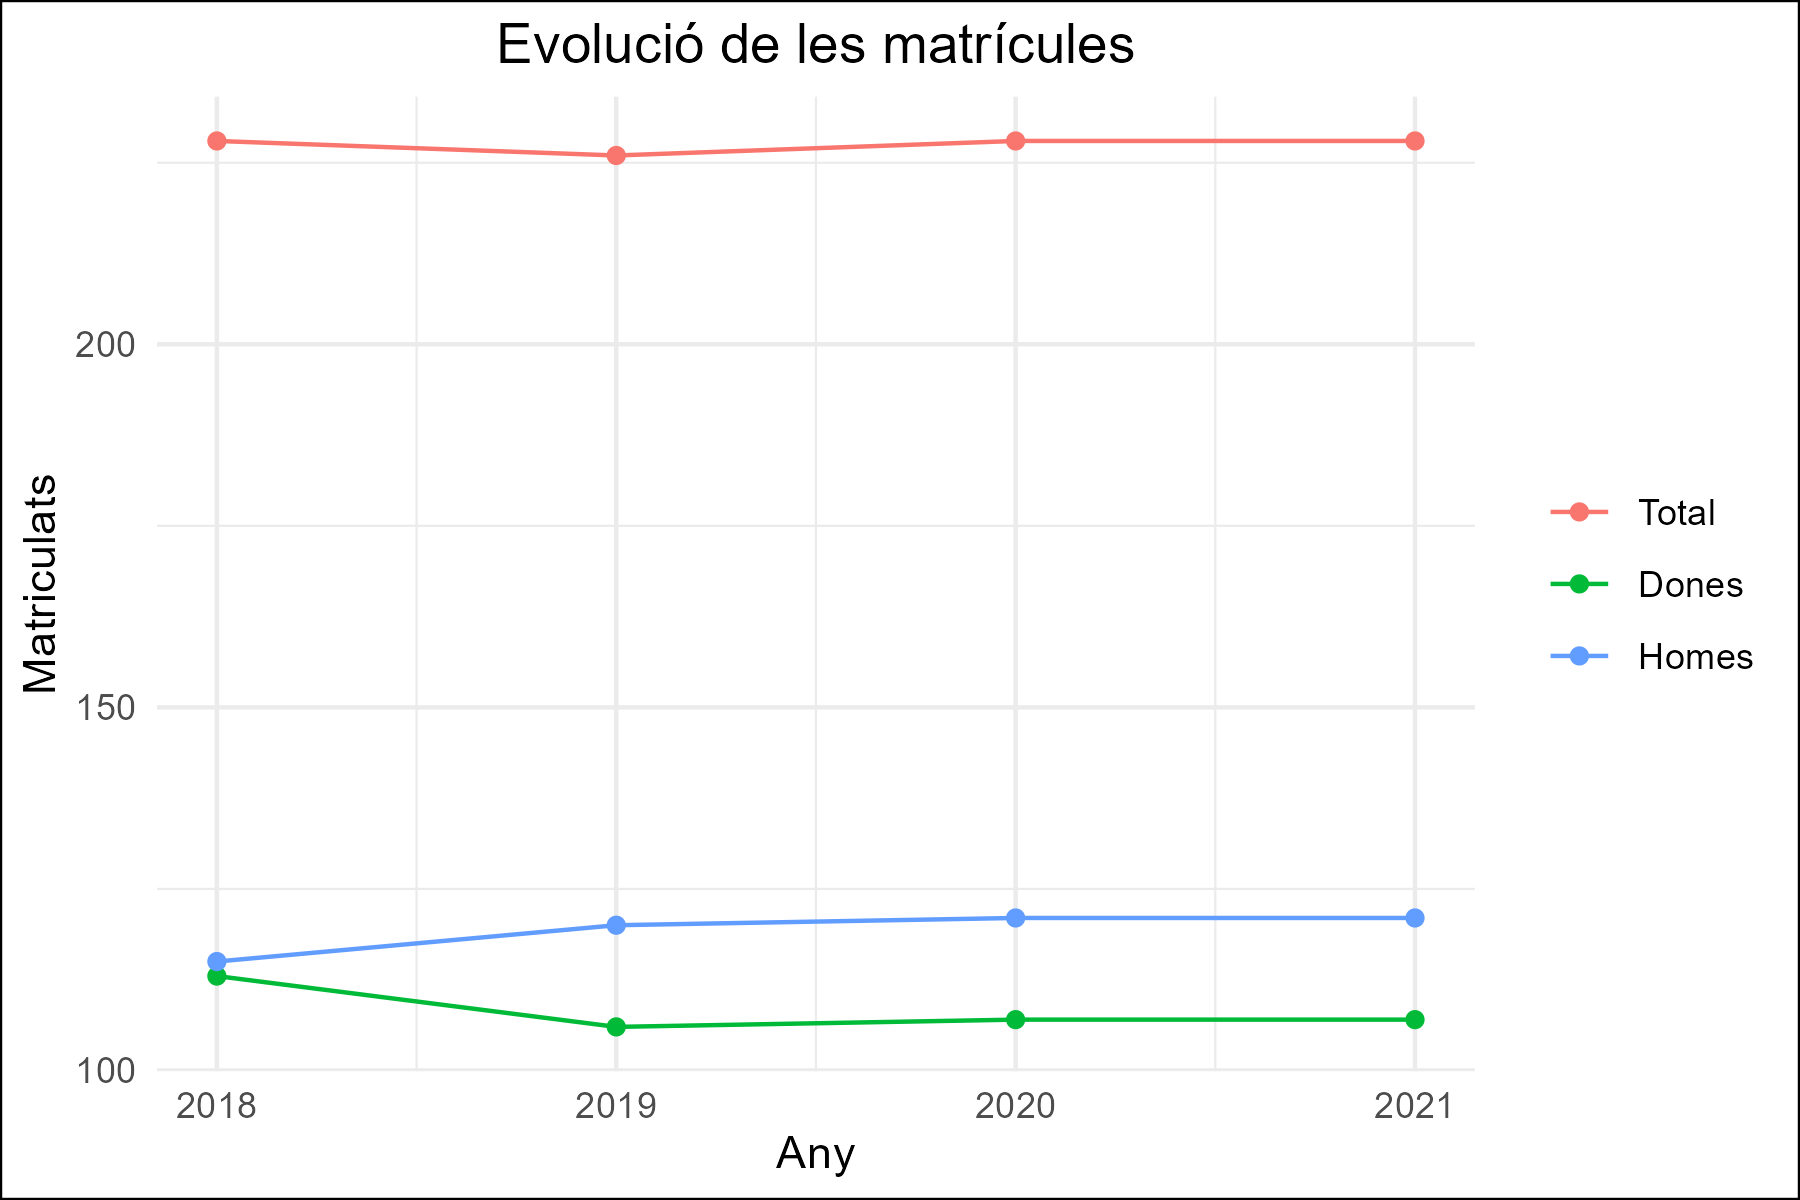 Evolució de les matrícules
Matriculats
200
150
100
2018
2019
2020
2021
Any
Total
Dones
Homes